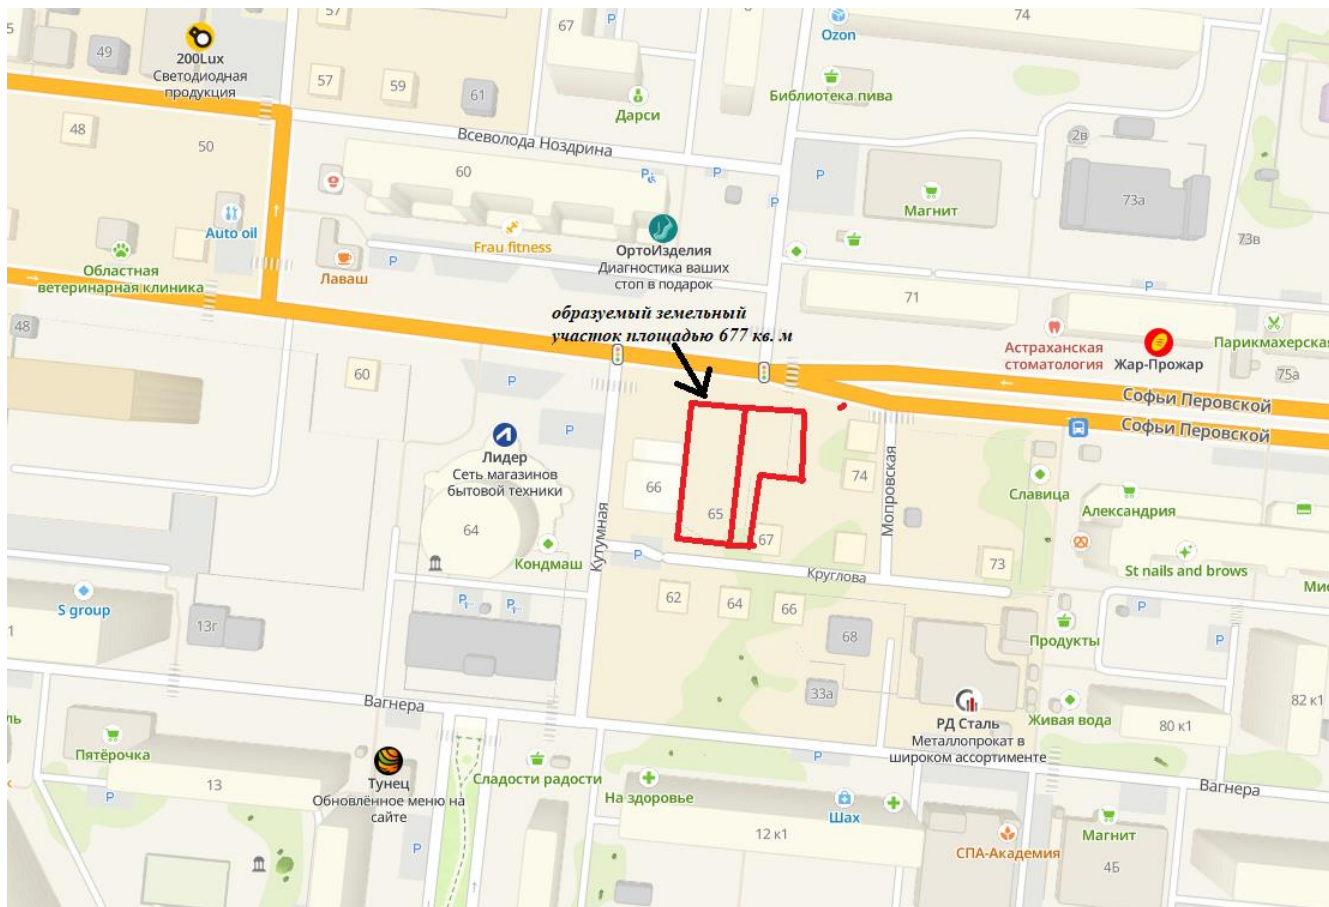 57
67
P
74
Ozon
5
49
200Lux
Светодиодная
продукция
57
59
61
Дарси
Библиотека пива
Всеволода Ноздрина
2в
48
50
60
P
P
P
P
Магнит
73а
Auto oil
Frau fitness
ОртоИзделия
Диагностика ваших
стоп в подарок
73в
Областная
ветеринарная клиника
Лаваш
P
71
P
образуемый земельный
участок площадью 677 кв. м
Астраханская
стоматология
Жар-Прожар
Парикмахерская
75а
48
60
P
Софьи Перовской
Софьи Перовской
P
Лидер
Сеть магазинов
бытовой техники
66
65
67
74
Мопровская
Славица
Александрия
64
Кутумная
Кондмаш
P
Круглова
73
St nails and brows
Мис
S group
1
13г
P
P
62
64
66
68
P
P
Продукты
33а
Вагнера
РД Сталь
Металлопрокат в
широком ассортименте
Живая вода
80 к1
82 к1
ль
Пятёрочка
к
P
13
Тунец
Обновлённое меню на
сайте
Сладости радости
На здоровье
P
Шах
Вагнера
12 к1
СПА-Академия
Магнит
4Б
P